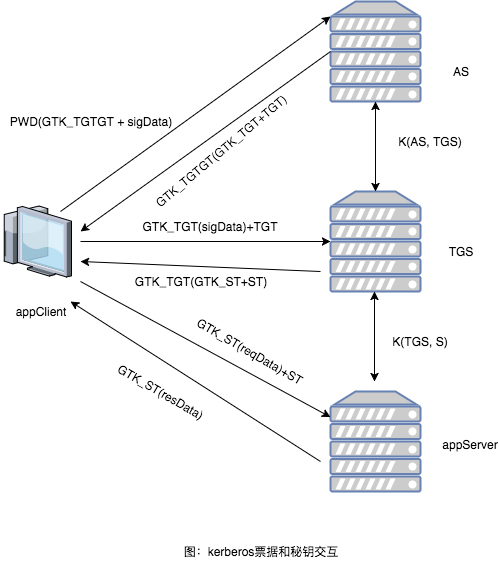 AS
PWD(GTK_TGTGT + sigData)
GTK_TGTGT(GTK_TGT+TGT)
K(AS, TGS)
GTK_TGT(sigData)+TGT
TGS
GTK_TGT(GTK_ST+ST)
appClient
GTK_ST(reqData)+ST
K(TGS, S)
GTK_ST(resData)
appServer
图：kerberos票据和秘钥交互